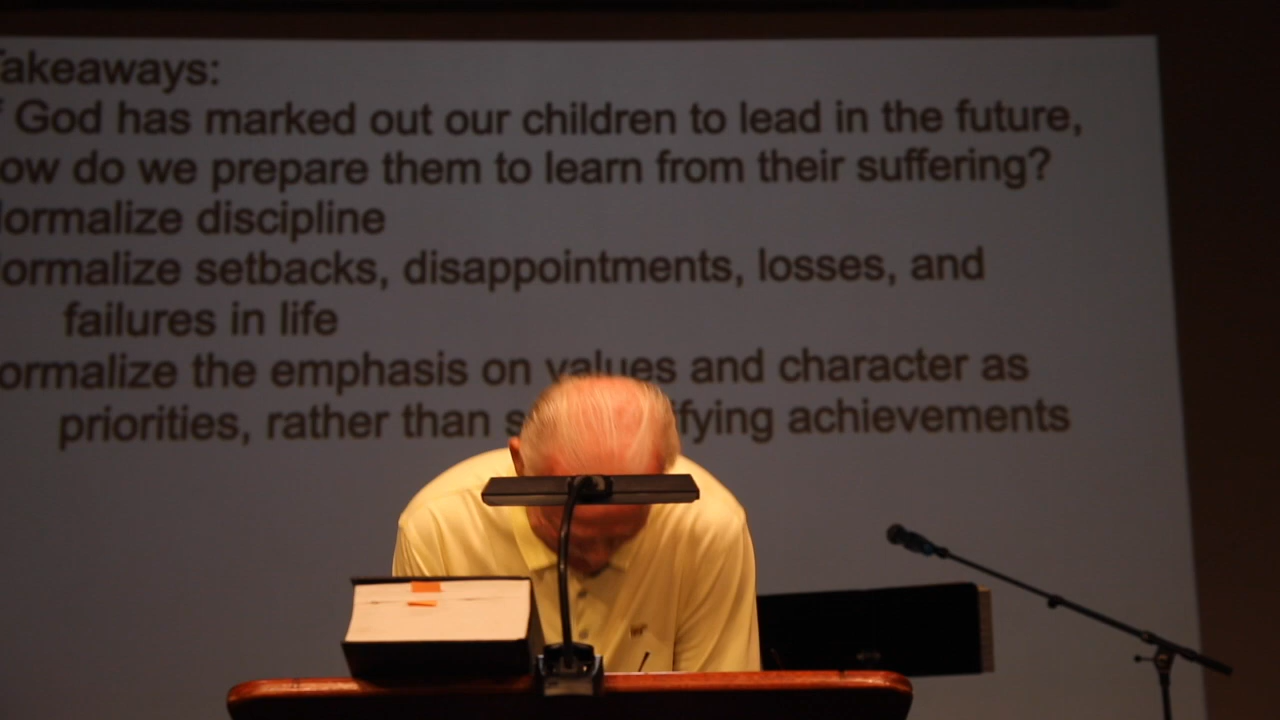 akeaways:
God has marked out our children to lead in the future,
ow do we prepare them to learn from their suffering?
ormalize discipline
ormalize setbacks, disappointments, losses, and
failures in life
ormalize the emphasis on values and character as
priorities, rather than s ifying achievements